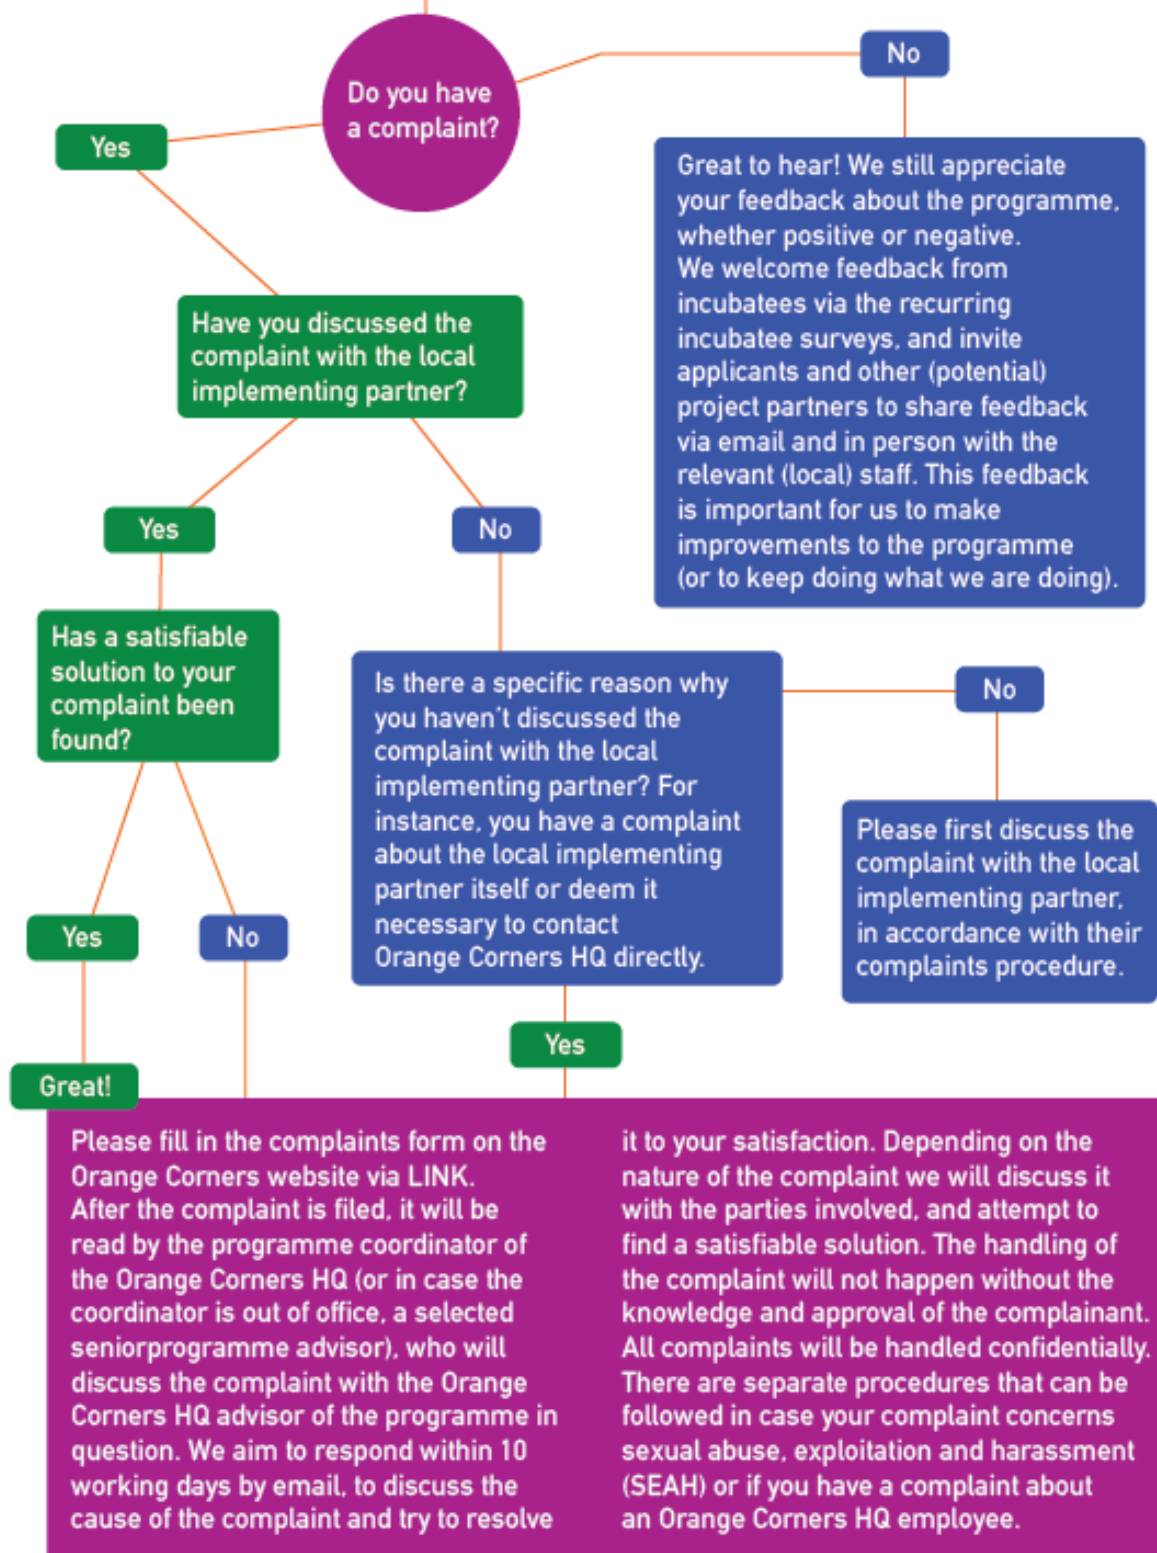 Do you have
a complaint?
No
Yes
Great to hear! We still appreciate
your feedback about the programme,
whether positive or negative.
We welcome feedback from
incubatees via the recurring
incubatee surveys, and invite
applicants and other (potential)
project partners to share feedback
via email and in person with the
relevant (local) staff. This feedback
is important for us to make
improvements to the programme
(or to keep doing what we are doing).
Have you discussed the
complaint with the local
implementing partner?
Yes
No
Has a satisfiable
solution to your
complaint been
found?
Is there a specific reason why
you haven't discussed the
complaint with the local
implementing partner? For
instance, you have a complaint
about the local implementing
partner itself or deem it
necessary to contact
Orange Corners HQ directly.
No
Please first discuss the
complaint with the local
implementing partner,
in accordance with their
complaints procedure.
Yes
No
Yes
Great!
Please fill in the complaints form on the
Orange Corners website via LINK.
After the complaint is filed, it will be
read by the programme coordinator of
the Orange Corners HQ (or in case the
coordinator is out of office, a selected
seniorprogramme advisor), who will
discuss the complaint with the Orange
Corners HQ advisor of the programme in
question. We aim to respond within 10
working days by email, to discuss the
cause of the complaint and try to resolve
it to your satisfaction. Depending on the
nature of the complaint we will discuss it
with the parties involved, and attempt to
find a satisfiable solution. The handling of
the complaint will not happen without the
knowledge and approval of the complainant.
All complaints will be handled confidentially.
There are separate procedures that can be
followed in case your complaint concerns
sexual abuse, exploitation and harassment
(SEAH) or if you have a complaint about
an Orange Corners HQ employee.